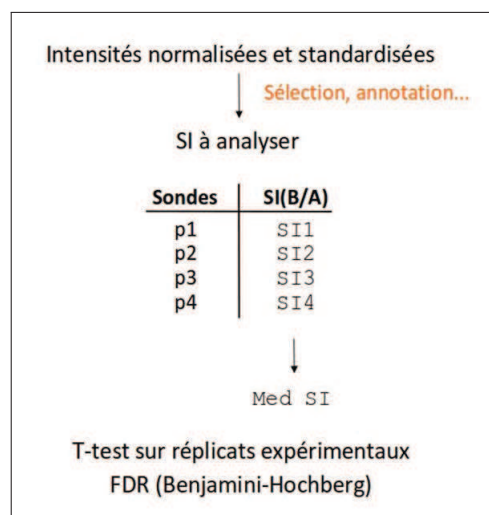 Intensités normalisées et standardisées
Sélection, annotation...
SI à analyser
Sondes SI(B/A)
p1 SI1
p2 SI2
p3 SI3
p4 SI4
Med SI
T-test sur réplicats expérimentaux
FDR (Benjamini-Hochberg)